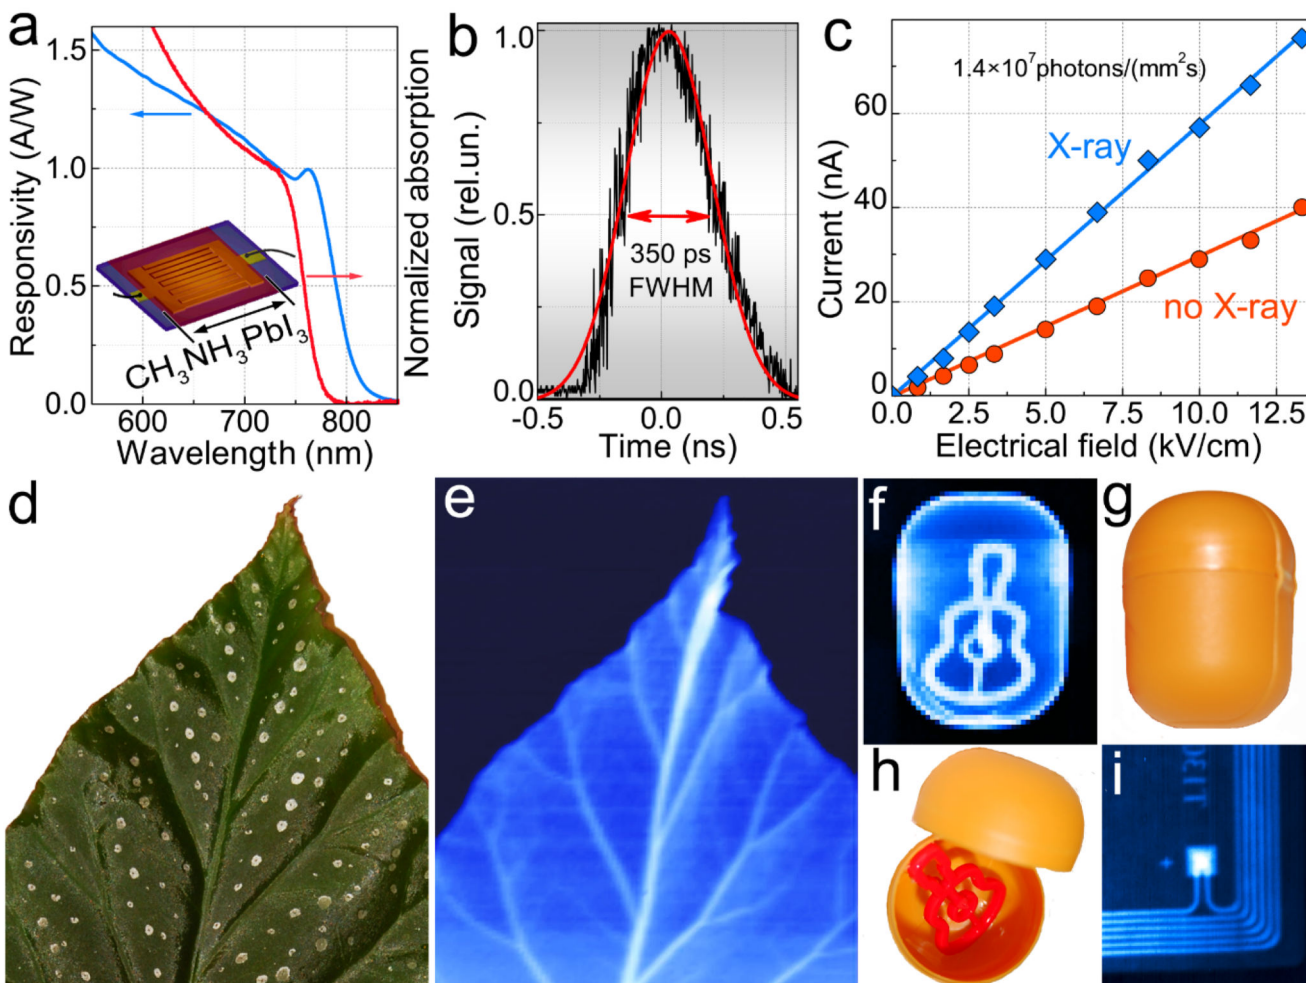 a
Responsivity (A/W)
1.5
1.0
0.5
0.0
600
700
800
Wavelength (nm)
Normalized absorption
CH₃NH₃PbI₃
b
Signal (rel.un.)
1.0
0.5
0.0
-0.5
0.0
0.5
Time (ns)
350 ps
FWHM
c
Current (nA)
60
40
20
0
0.0
2.5
5.0
7.5
10.0
12.5
Electrical field (kV/cm)
1.4×10⁷photons/(mm²s)
X-ray
no X-ray
d
e
f
g
h
i